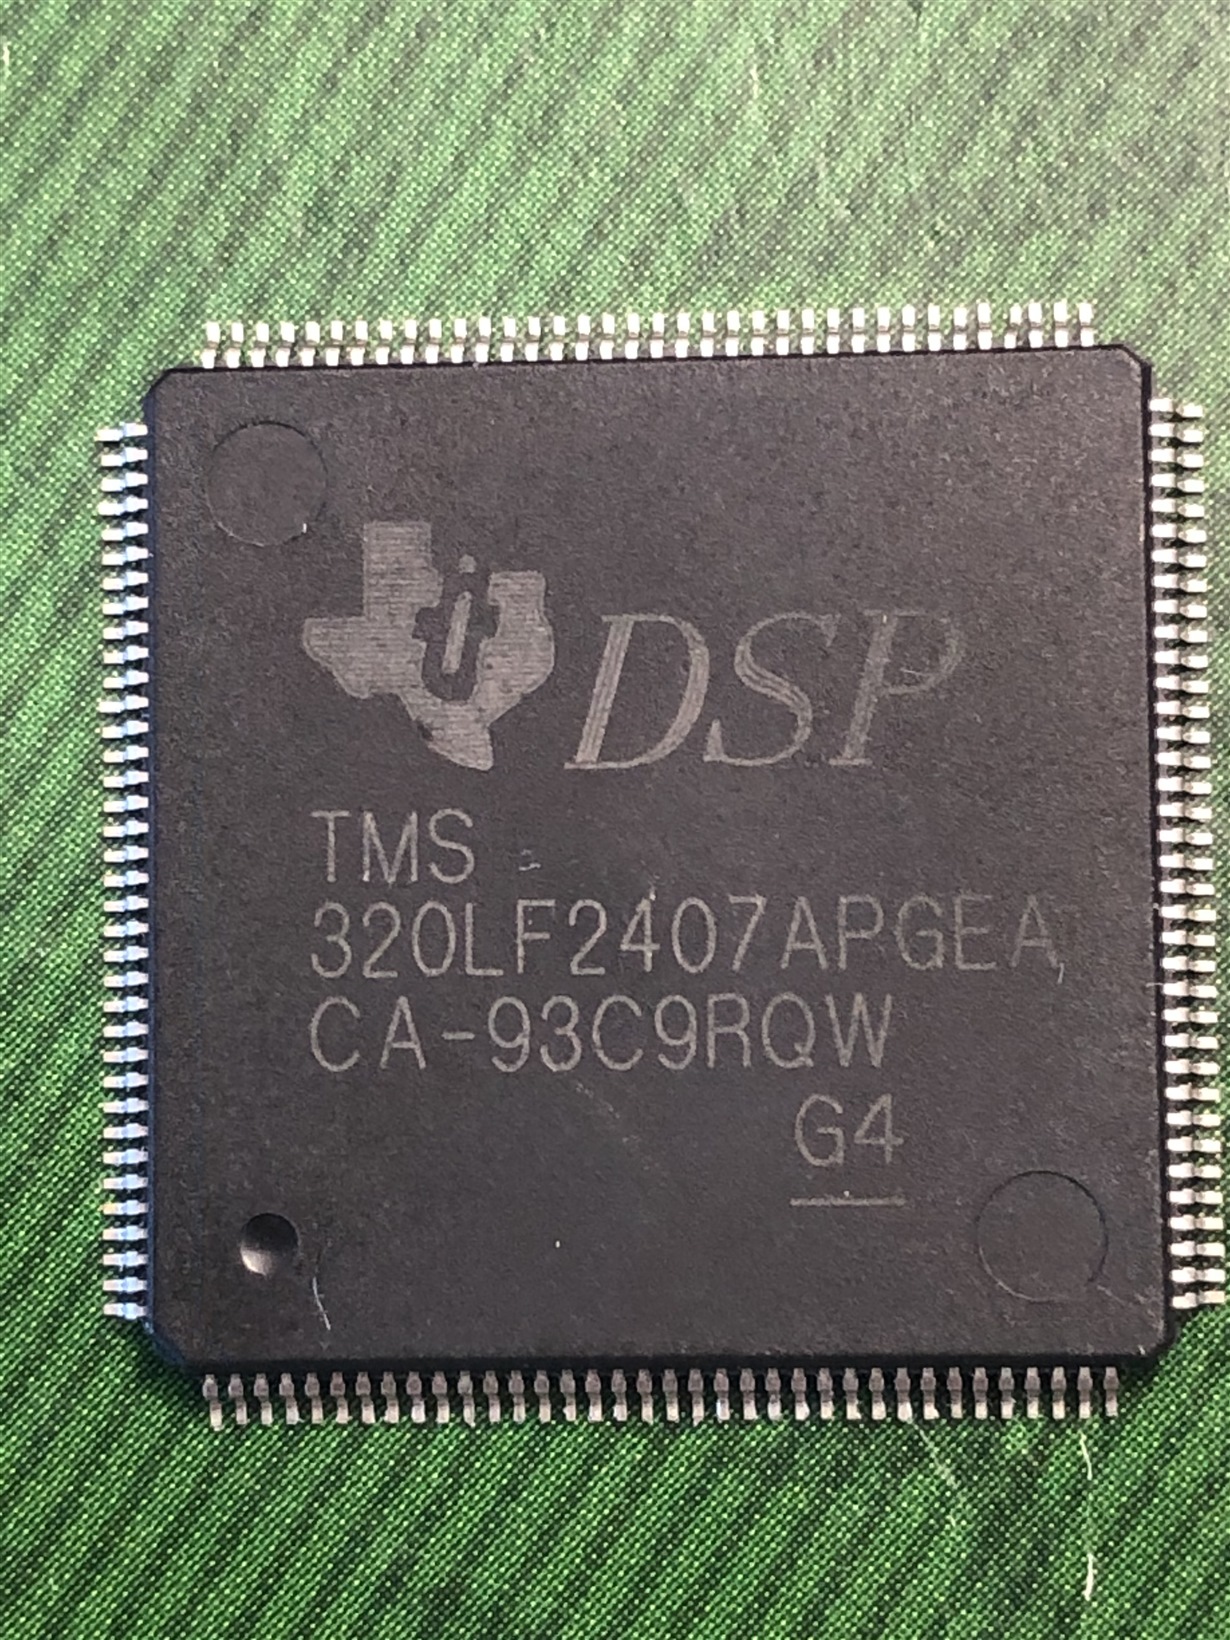 DSP
TMS
320LF2407APGEA
CA-93C9RQW
G4